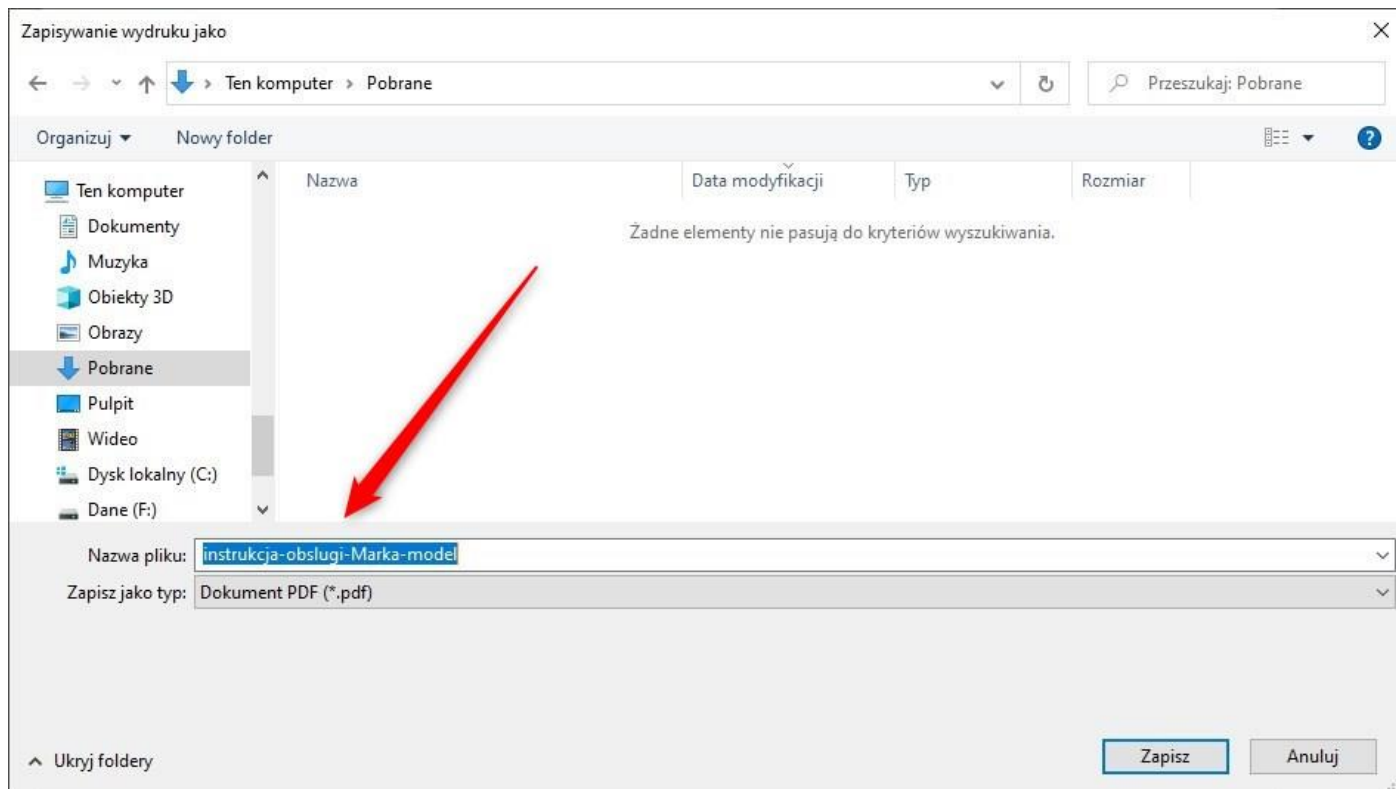 Zapisywanie wydruku jako
Ten komputer > Pobrane
Przeszukaj: Pobrane
Organizuj
Nowy folder
Nazwa
Data modyfikacji
Typ
Rozmiar
Żadne elementy nie pasują do kryteriów wyszukiwania.
Ten komputer
Dokumenty
Muzyka
Obiekty 3D
Obrazy
Pobrane
Pulpit
Wideo
Dysk lokalny (C:)
Dane (F:)
Nazwa pliku: instrukcja-obslugi-Marka-model
Zapisz jako typ: Dokument PDF (*.pdf)
Ukryj foldery
Zapisz
Anuluj